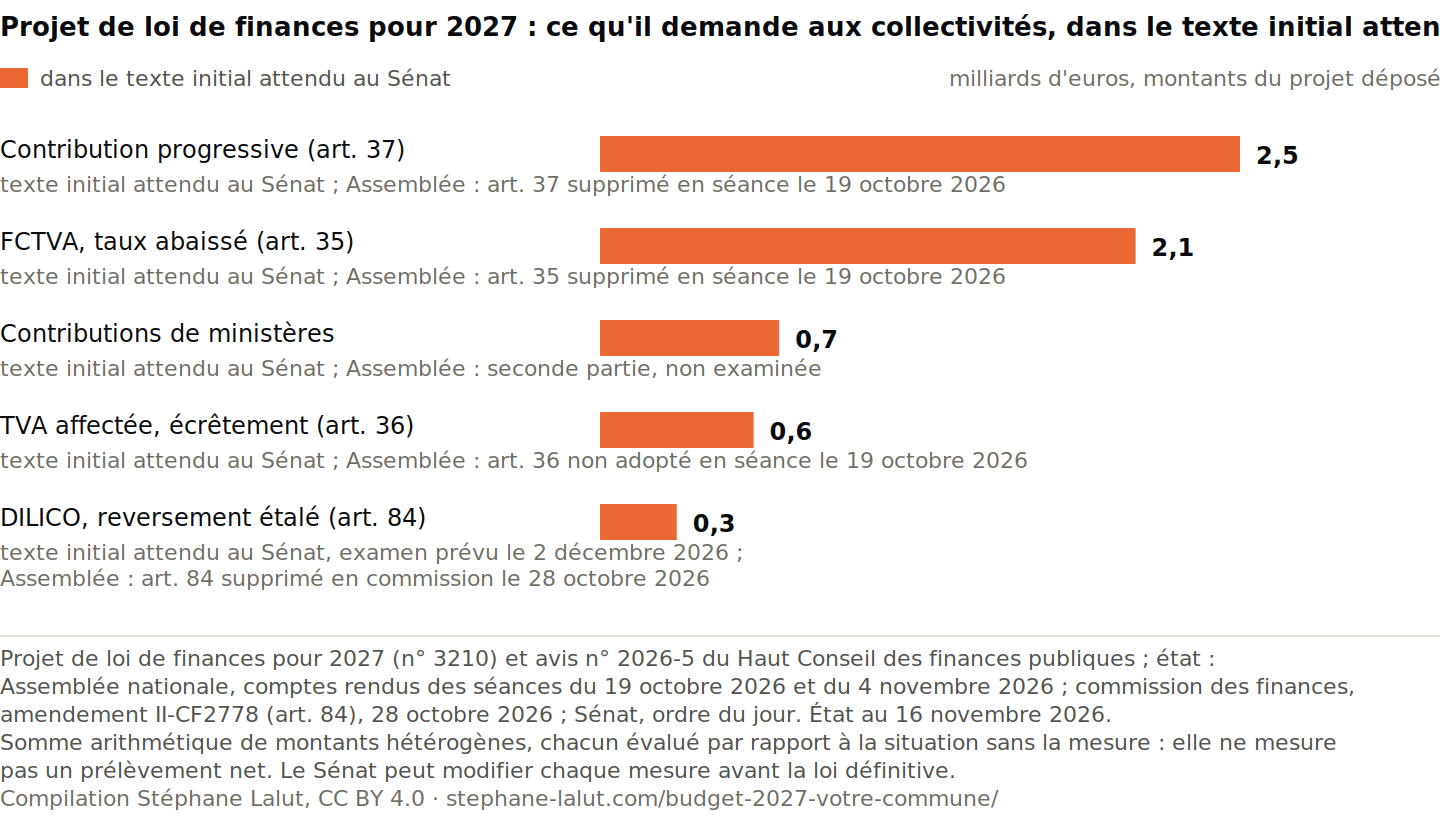 Projet de loi de finances pour 2027 : ce qu'il demande aux collectivités, dans le texte initial atten
dans le texte initial attendu au Sénat
milliards d'euros, montants du projet déposé
Contribution progressive (art. 37)
2,5
texte initial attendu au Sénat ; Assemblée : art. 37 supprimé en séance le 19 octobre 2026
FCTVA, taux abaissé (art. 35)
2,1
texte initial attendu au Sénat ; Assemblée : art. 35 supprimé en séance le 19 octobre 2026
Contributions de ministères
0,7
texte initial attendu au Sénat ; Assemblée : seconde partie, non examinée
TVA affectée, écrêtement (art. 36)
0,6
texte initial attendu au Sénat ; Assemblée : art. 36 non adopté en séance le 19 octobre 2026
DILICO, reversement étalé (art. 84)
0,3
texte initial attendu au Sénat, examen prévu le 2 décembre 2026 ;
Assemblée : art. 84 supprimé en commission le 28 octobre 2026
Projet de loi de finances pour 2027 (n° 3210) et avis n° 2026-5 du Haut Conseil des finances publiques ; état :
Assemblée nationale, comptes rendus des séances du 19 octobre 2026 et du 4 novembre 2026 ; commission des finances,
amendement II-CF2778 (art. 84), 28 octobre 2026 ; Sénat, ordre du jour. État au 16 novembre 2026.
Somme arithmétique de montants hétérogènes, chacun évalué par rapport à la situation sans la mesure : elle ne mesure
pas un prélèvement net. Le Sénat peut modifier chaque mesure avant la loi définitive.
Compilation Stéphane Lalut, CC BY 4.0 · stephane-lalut.com/budget-2027-votre-commune/